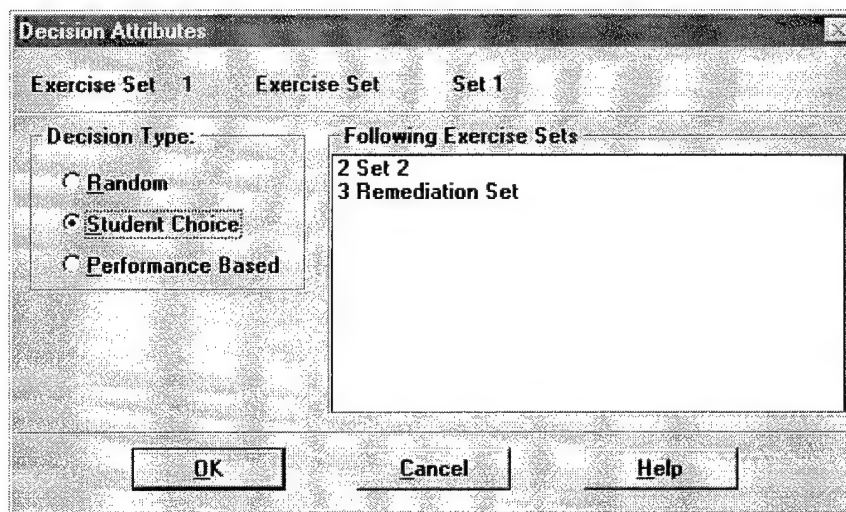 Decision Attributes
Exercise Set 1 Exercise Set Set 1
Decision Type:
Random
Student Choice
Performance Based
Following Exercise Sets
2 Set 2
3 Remediation Set
OK Cancel Help